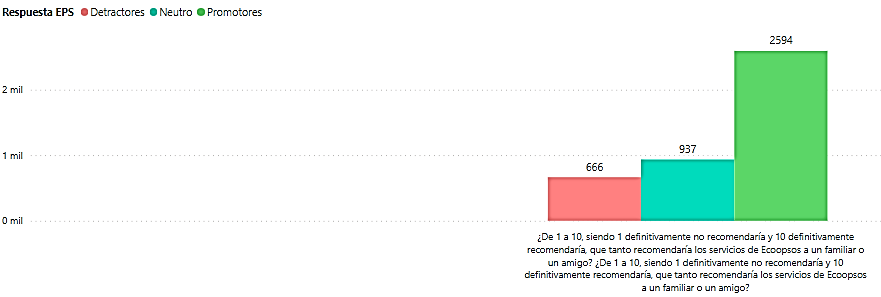 Respuesta EPS Detractores Neutro Promotores
2594
2 mil
937
1 mil
666
0 mil
¿De 1 a 10, siendo 1 definitivamente no recomendaría y 10 definitivamente
recomendaría, que tanto recomendaría los servicios de Ecoopsos a un familiar o
un amigo? ¿De 1 a 10, siendo 1 definitivamente no recomendaría y 10
definitivamente recomendaría, que tanto recomendaría los servicios de Ecoopsos
a un familiar o un amigo?